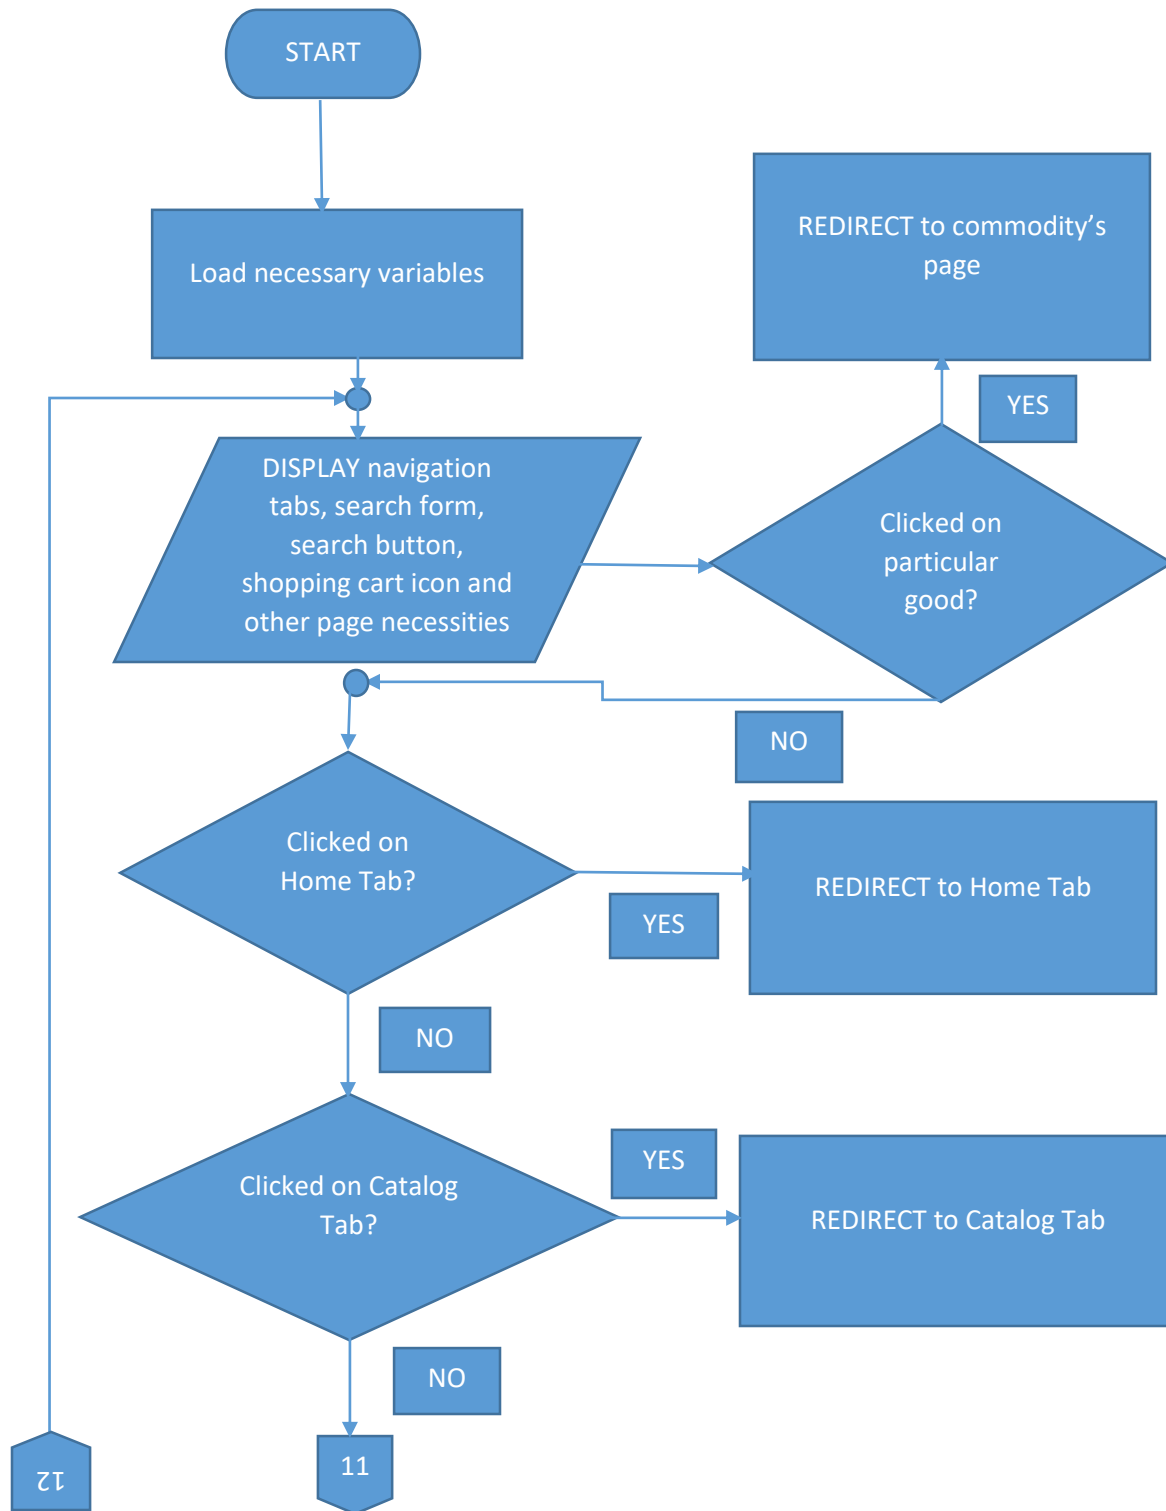 START
Load necessary variables
REDIRECT to commodity’s
page
YES
DISPLAY navigation
tabs, search form,
search button,
shopping cart icon and
other page necessities
Clicked on
particular
good?
NO
Clicked on
Home Tab?
YES
REDIRECT to Home Tab
NO
Clicked on Catalog
Tab?
YES
REDIRECT to Catalog Tab
NO
12
11